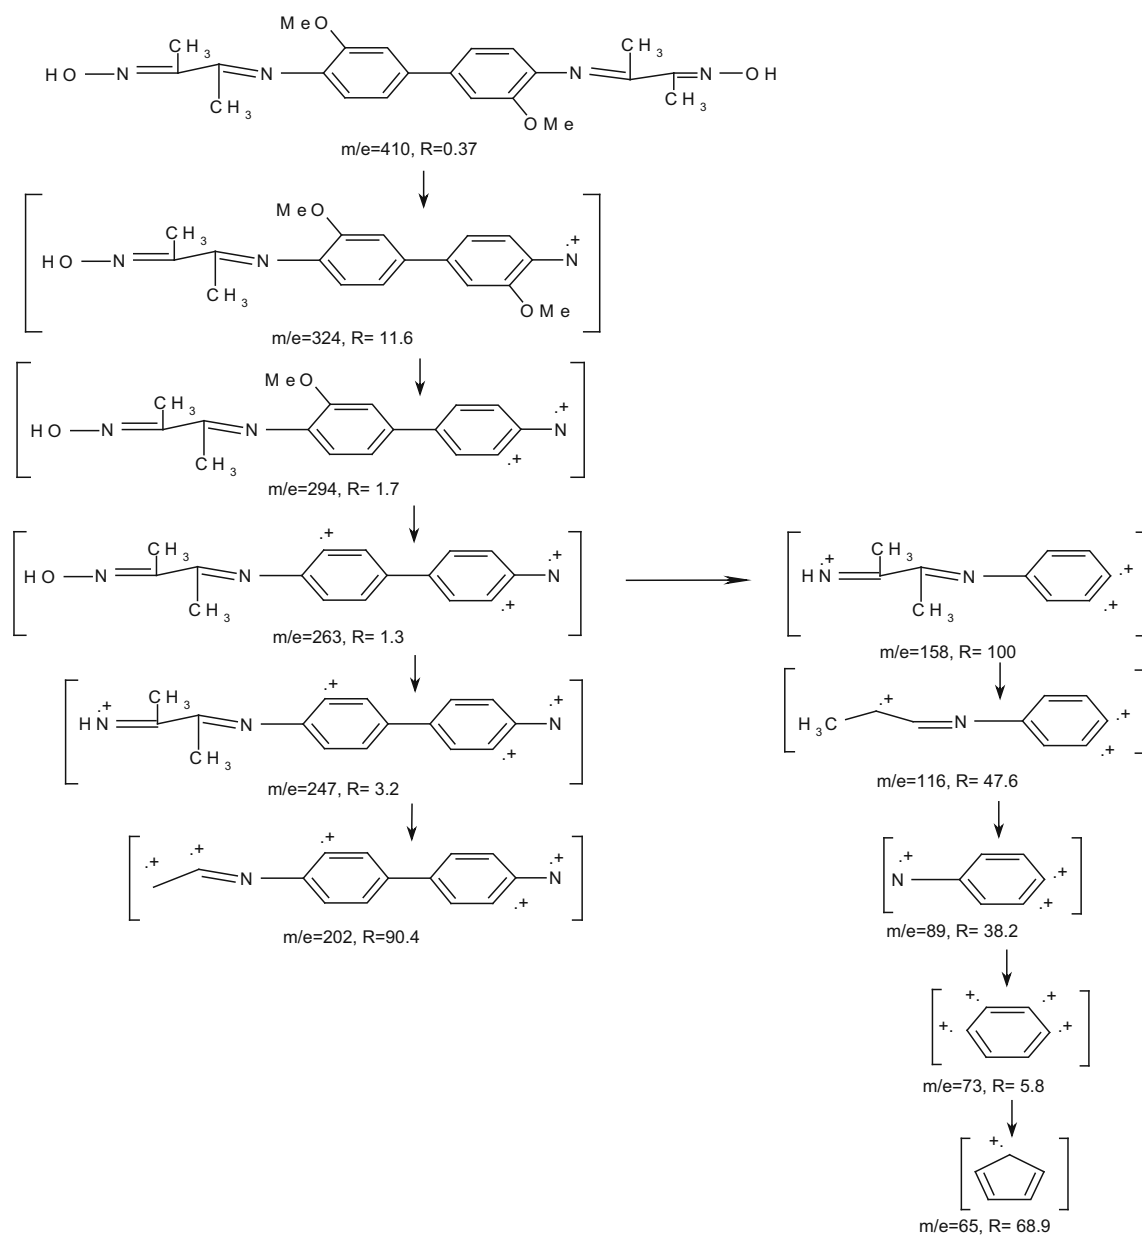 MeO
CH3
CH3
HO N N N N OH
CH3
CH3
OMe
m/e=410, R=0.37
MeO
CH3 .+
HO N N N
CH3
OMe
m/e=324, R= 11.6
MeO
CH3 .+
HO N N N
CH3 .+
m/e=294, R= 1.7
CH3 .+ .+
HO N N N
CH3 .+
m/e=263, R= 1.3
.+ CH3
HN N .+
CH3 .+
m/e=158, R= 100
.+ CH3 .+ .+
HN N N
CH3 .+
m/e=247, R= 3.2
.+
H3C N .+
.+
m/e=116, R= 47.6
.+ .+ .+ .+
N N
.+
m/e=202, R=90.4
.+
N .+
.+
m/e=89, R= 38.2
+. .+
+. .+
m/e=73, R= 5.8
+.
m/e=65, R= 68.9